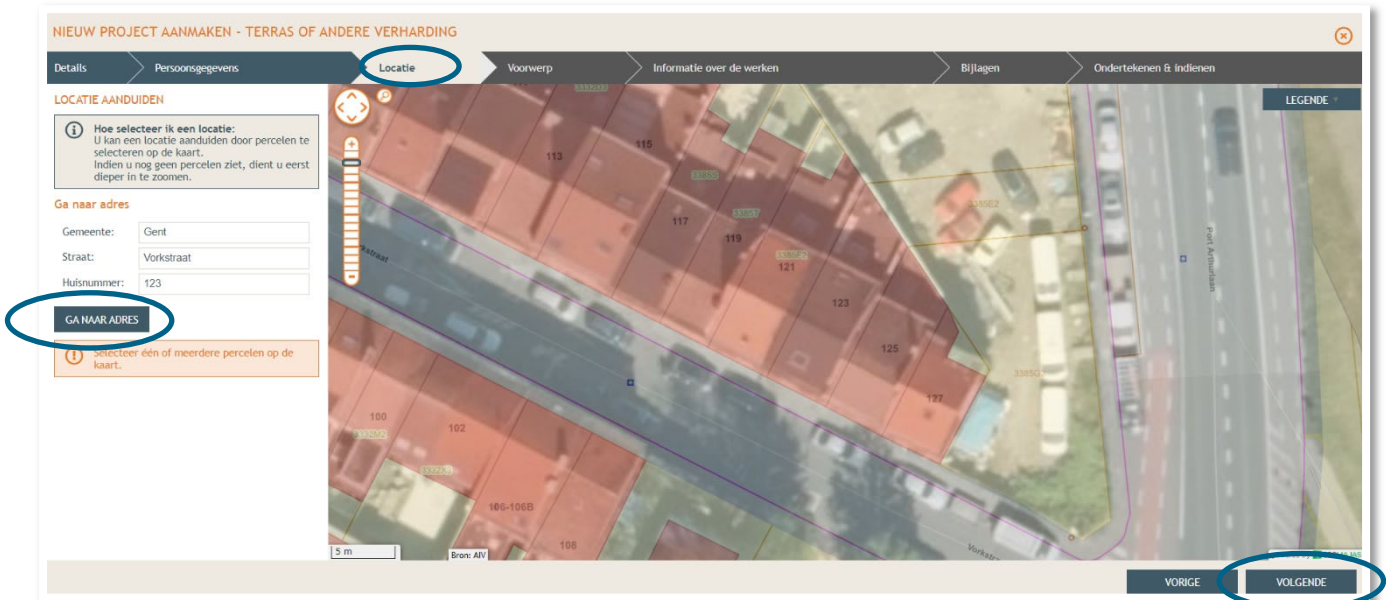 NIEUW PROJECT AANMAKEN - TERRAS OF ANDERE VERHARDING
Details
Persoonsgegevens
Locatie
Voorwerp
Informatie over de werken
Bijlagen
Ondertekenen & indienen
LOCATIE AANDUIDEN
Hoe selecteer ik een locatie:
U kan een locatie aanduiden door percelen te
selecteren op de kaart.
Indien u nog geen percelen ziet, dient u eerst
dieper in te zoomen.
Ga naar adres
Gemeente: Gent
Straat: Vorkstraat
Huisnummer: 123
GA NAAR ADRES
Selecteer één of meerdere percelen op de
kaart.
LEGENDE
113
115
117
3385T
119
121
123
125
127
3385E2
Port Arthurlaan
100
3332M2
102
106-106B
108
5 m
Bron: AIV
VORIGE
VOLGENDE